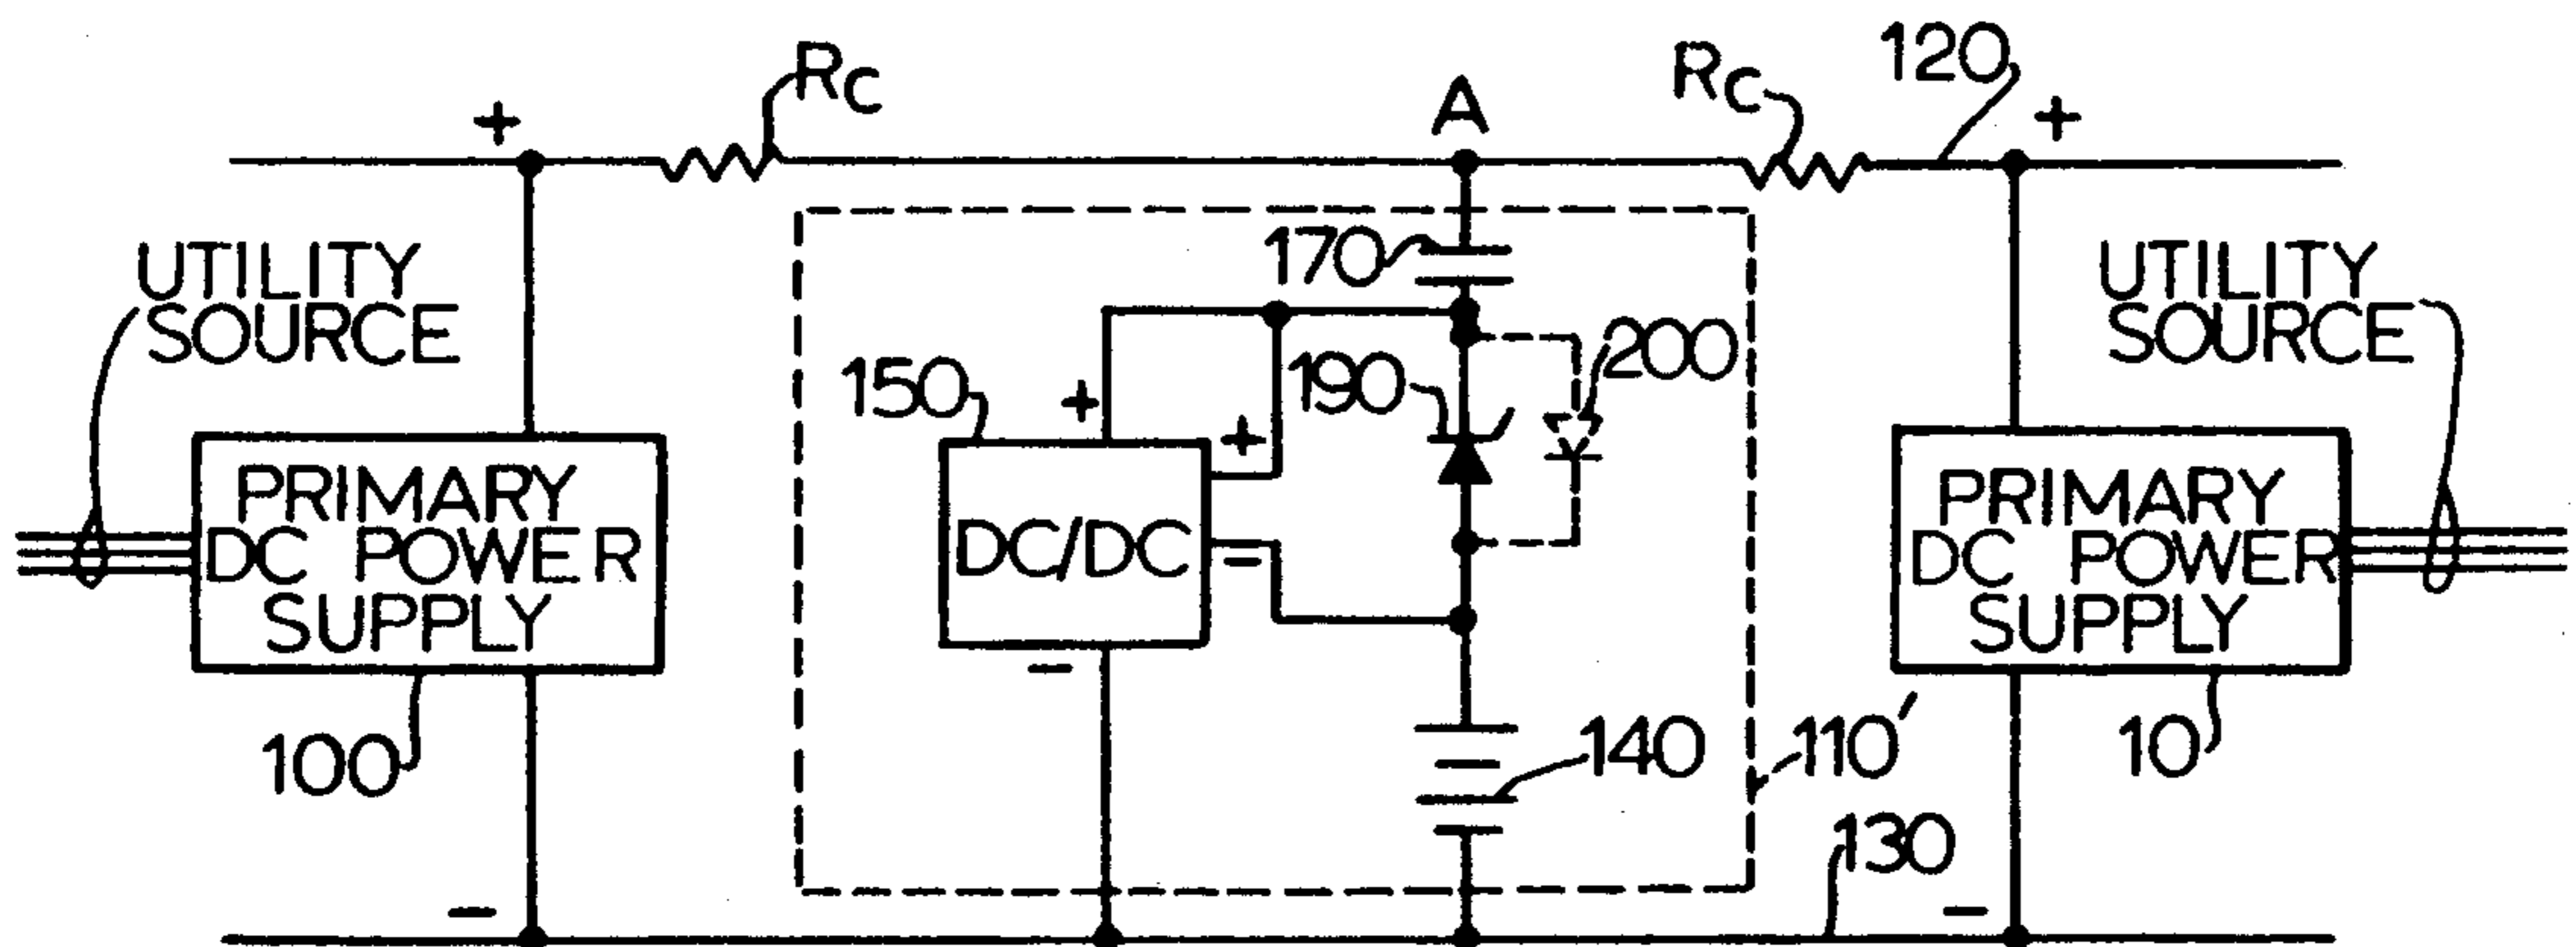 +
RC
A
RC
120
+
UTILITY
SOURCE
170
UTILITY
SOURCE
150
+
+
190
200
PRIMARY
DC POWER
SUPPLY
DC/DC
-
-
PRIMARY
DC POWER
SUPPLY
100
140
110'
10
130
-
-